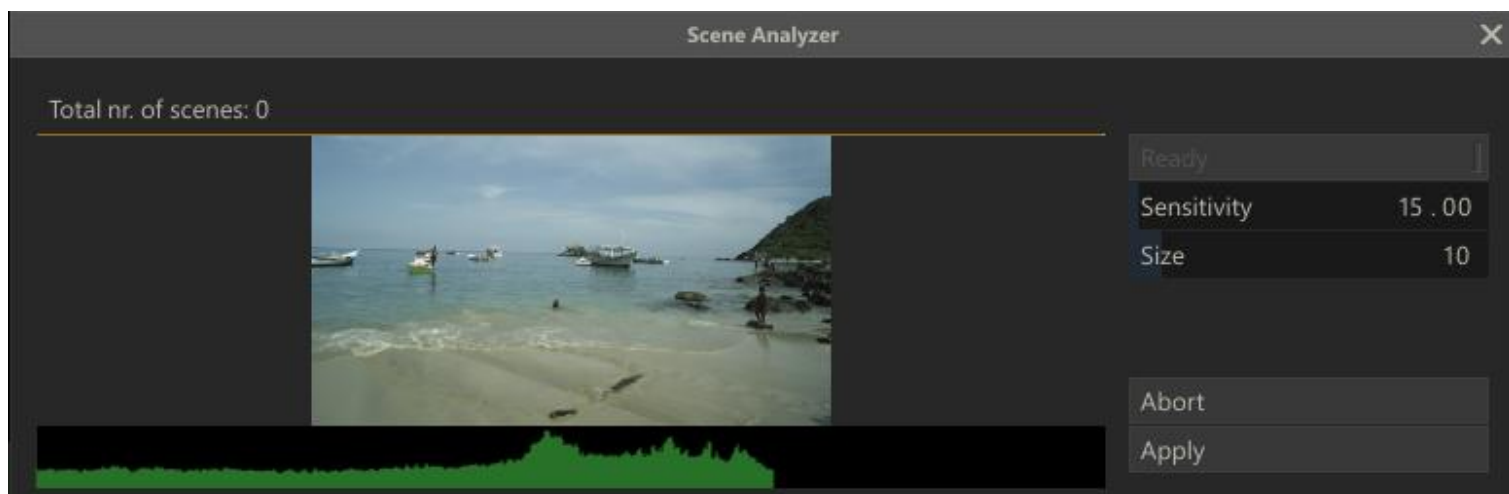 Scene Analyzer
Total nr. of scenes: 0
Ready
Sensitivity 15 . 00
Size 10
Abort
Apply